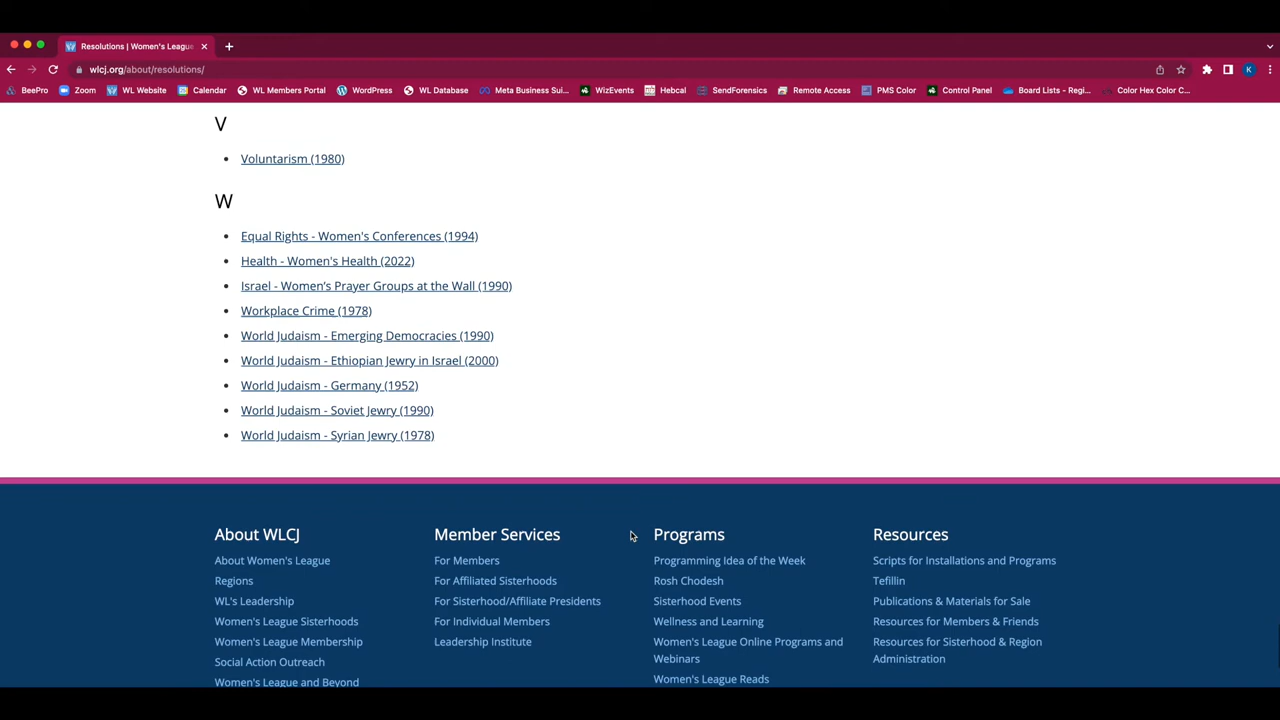 Resolutions | Women's League
wlcj.org/about/resolutions/
K
BeePro Zoom WL Website Calendar WL Members Portal WordPress WL Database Meta Business Sui... WizEvents Hebcal SendForensics Remote Access PMS Color Control Panel Board Lists - Regi... Color Hex Color C...
V
Voluntarism (1980)
W
Equal Rights - Women's Conferences (1994)
Health - Women's Health (2022)
Israel - Women's Prayer Groups at the Wall (1990)
Workplace Crime (1978)
World Judaism - Emerging Democracies (1990)
World Judaism - Ethiopian Jewry in Israel (2000)
World Judaism - Germany (1952)
World Judaism - Soviet Jewry (1990)
World Judaism - Syrian Jewry (1978)
About WLCJ
About Women's League
Regions
WL's Leadership
Women's League Sisterhoods
Women's League Membership
Social Action Outreach
Women's League and Beyond
Member Services
For Members
For Affiliated Sisterhoods
For Sisterhood/Affiliate Presidents
For Individual Members
Leadership Institute
Programs
Programming Idea of the Week
Rosh Chodesh
Sisterhood Events
Wellness and Learning
Women's League Online Programs and
Webinars
Women's League Reads
Resources
Scripts for Installations and Programs
Tefillin
Publications & Materials for Sale
Resources for Members & Friends
Resources for Sisterhood & Region
Administration